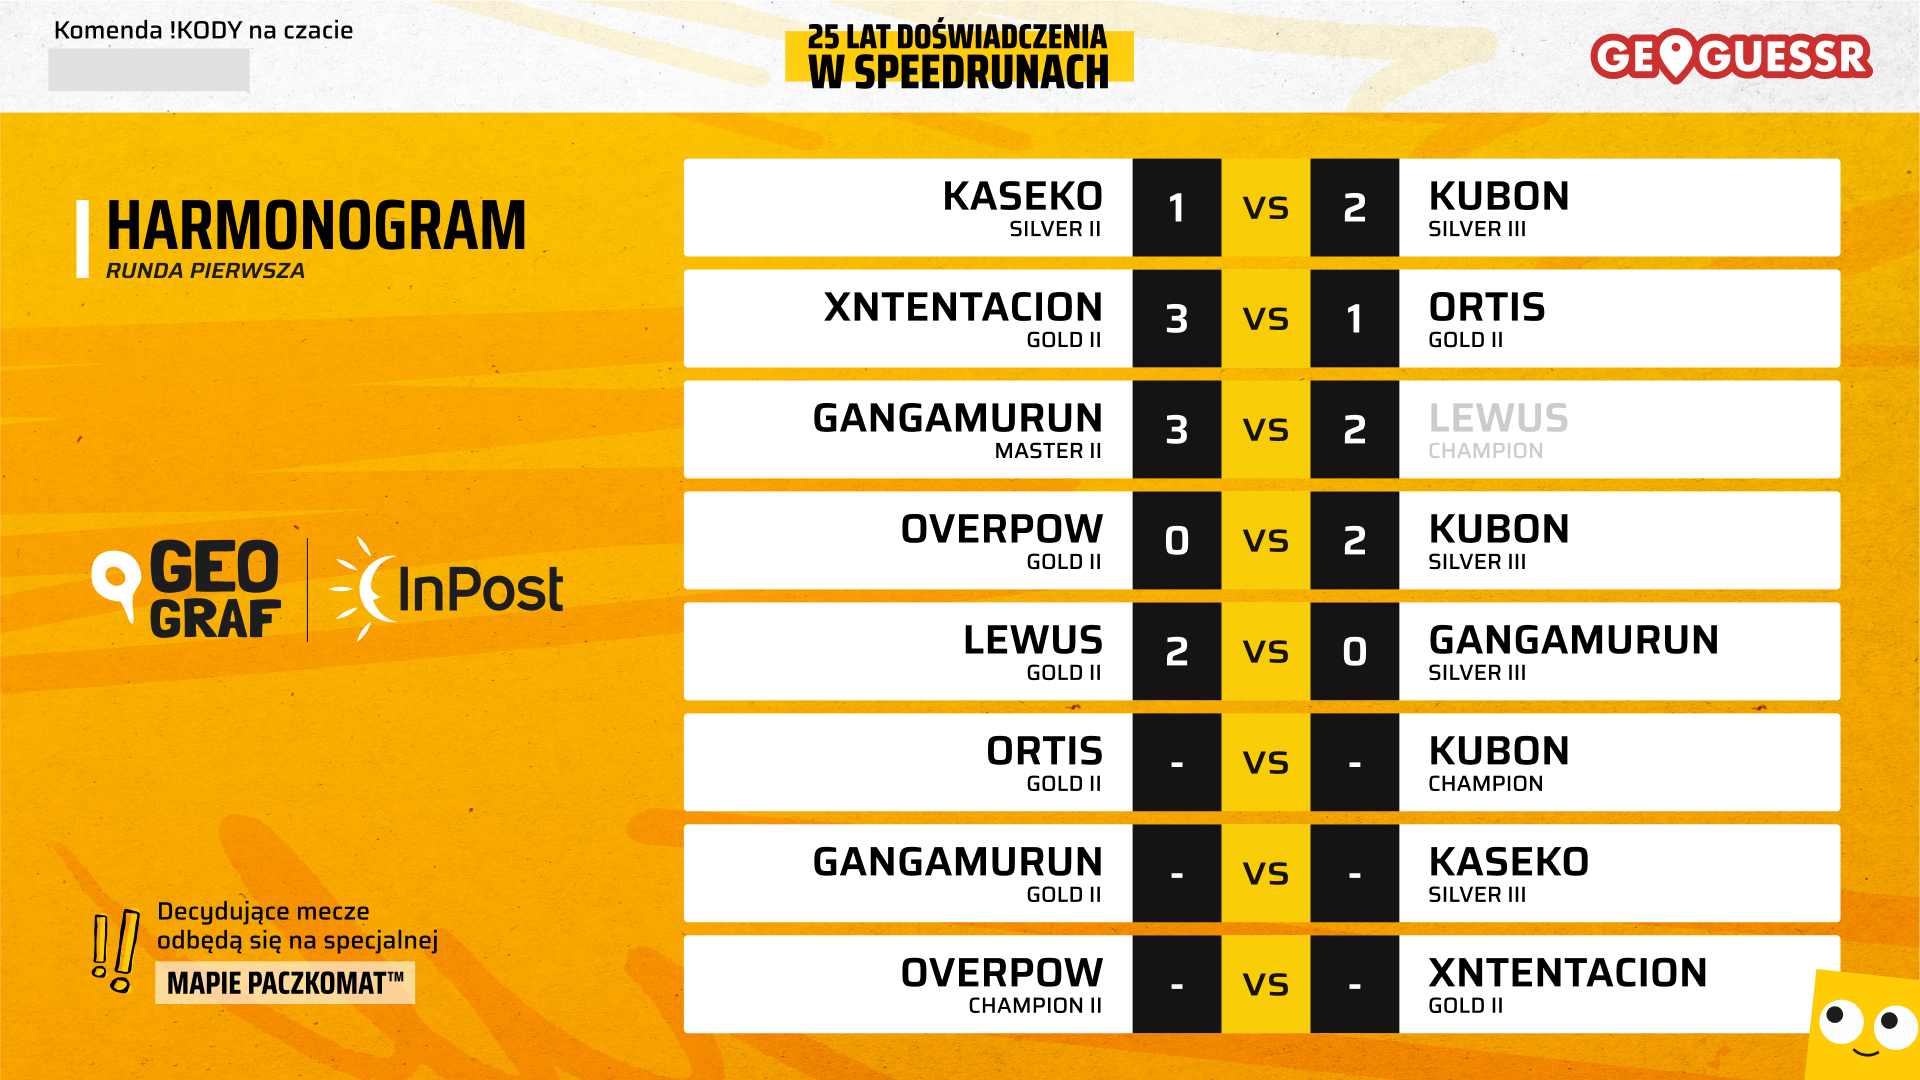 Komenda !KODY na czacie
25 LAT DOŚWIADCZENIA
W SPEEDRUNACH
GEOGUESSR
HARMONOGRAM
RUNDA PIERWSZA
KASEKO
SILVER II
1 VS 2
KUBON
SILVER III
XNTENTACION
GOLD II
3 VS 1
ORTIS
GOLD II
GANGAMURUN
MASTER II
3 VS 2
LEWUS
CHAMPION
OVERPOW
GOLD II
0 VS 2
KUBON
SILVER III
LEWUS
GOLD II
2 VS 0
GANGAMURUN
SILVER III
ORTIS
GOLD II
- VS -
KUBON
CHAMPION
GANGAMURUN
GOLD II
- VS -
KASEKO
SILVER III
OVERPOW
CHAMPION II
- VS -
XNTENTACION
GOLD II
GEO
GRAF
InPost
Decydujące mecze
odbędą się na specjalnej
MAPIE PACZKOMAT™